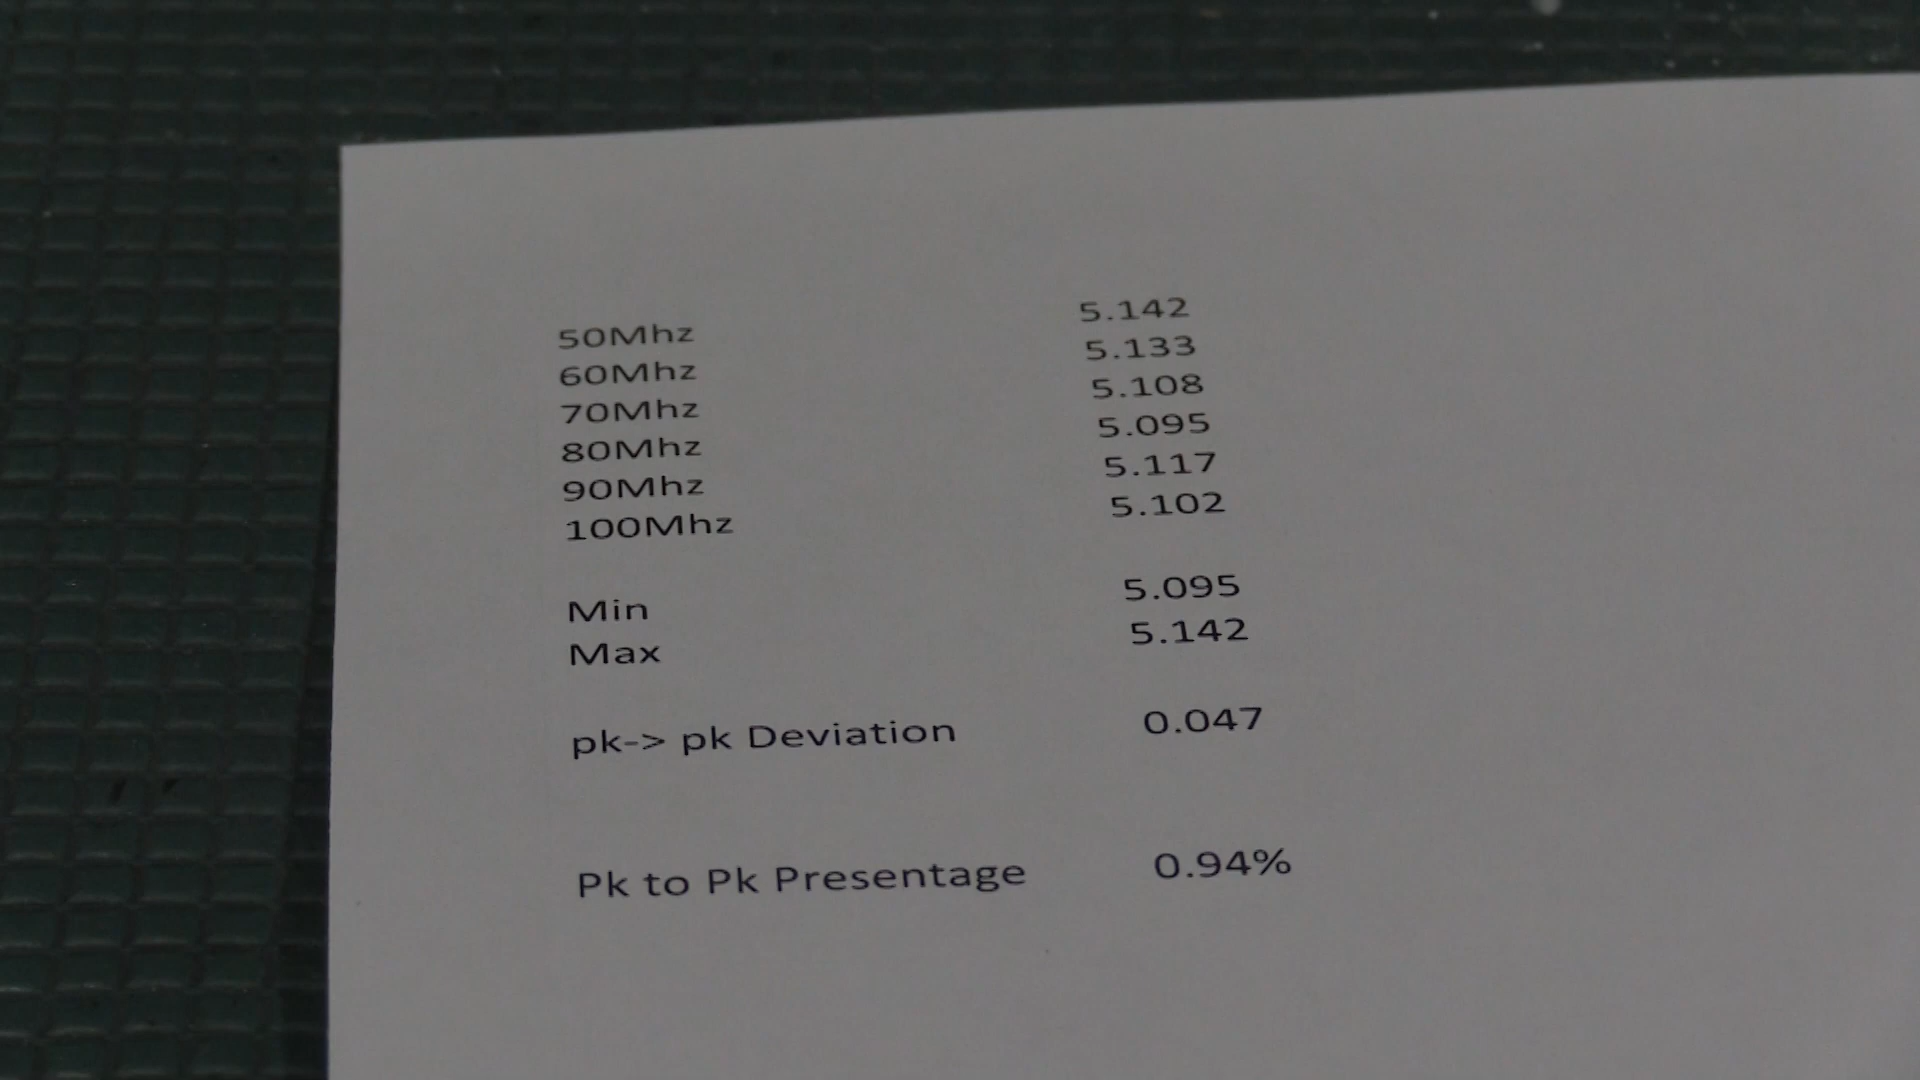 50Mhz 5.142
60Mhz 5.133
70Mhz 5.108
80Mhz 5.095
90Mhz 5.117
100Mhz 5.102
Min 5.095
Max 5.142
pk-> pk Deviation 0.047
Pk to Pk Presentage 0.94%